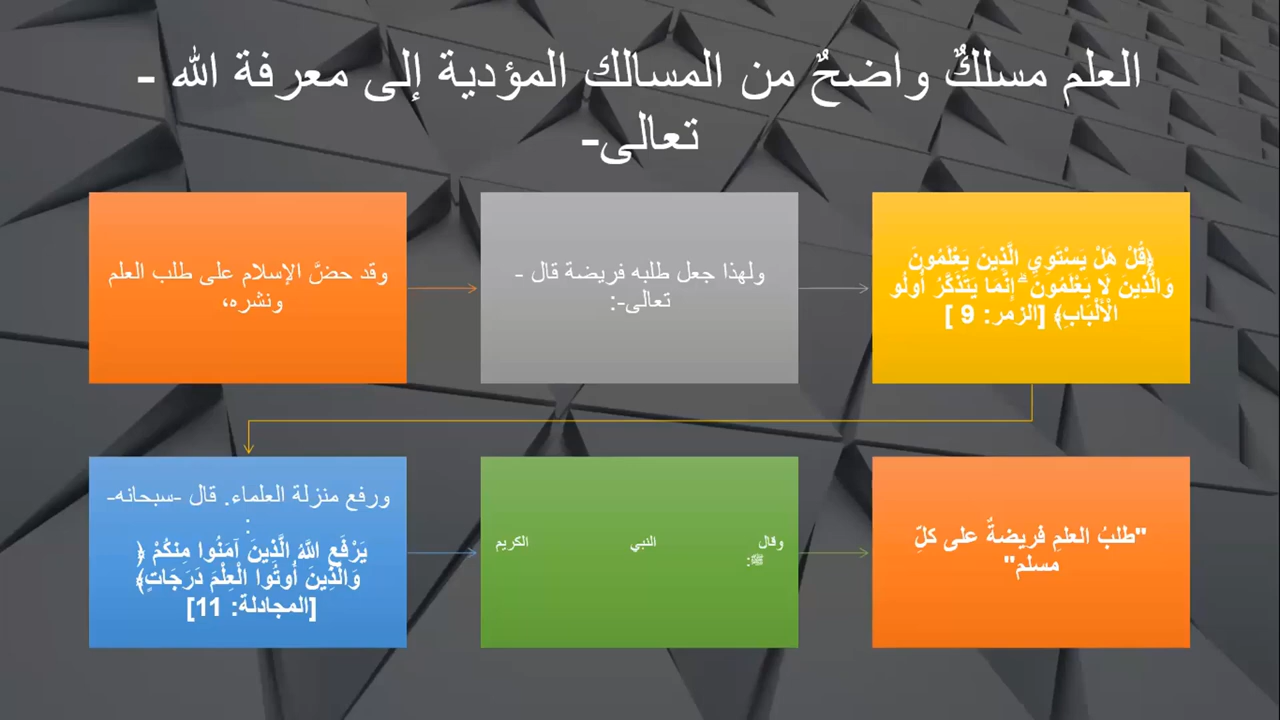 العلم مسلكٌ واضحٌ من المسالك المؤدية إلى معرفة الله -
تعالى-
وقد حضَّ الإسلام على طلب العلم
ونشره،
ولهذا جعل طلبه فريضة قال -
تعالى-:
﴿قُلْ هَلْ يَسْتَوِي الَّذِينَ يَعْلَمُونَ
وَالَّذِينَ لَا يَعْلَمُونَ ۗ إِنَّمَا يَتَذَكَّرُ أُولُو
الْأَلْبَابِ﴾ [الزمر: 9 ]
ورفع منزلة العلماء. قال -سبحانه-
:
﴿ يَرْفَعِ اللَّهُ الَّذِينَ آمَنُوا مِنكُمْ
وَالَّذِينَ أُوتُوا الْعِلْمَ دَرَجَاتٍ﴾
[المجادلة: 11]
وقال النبي الكريم
ﷺ:
"طلبُ العلمِ فَريضةٌ على كلِّ
مسلم"